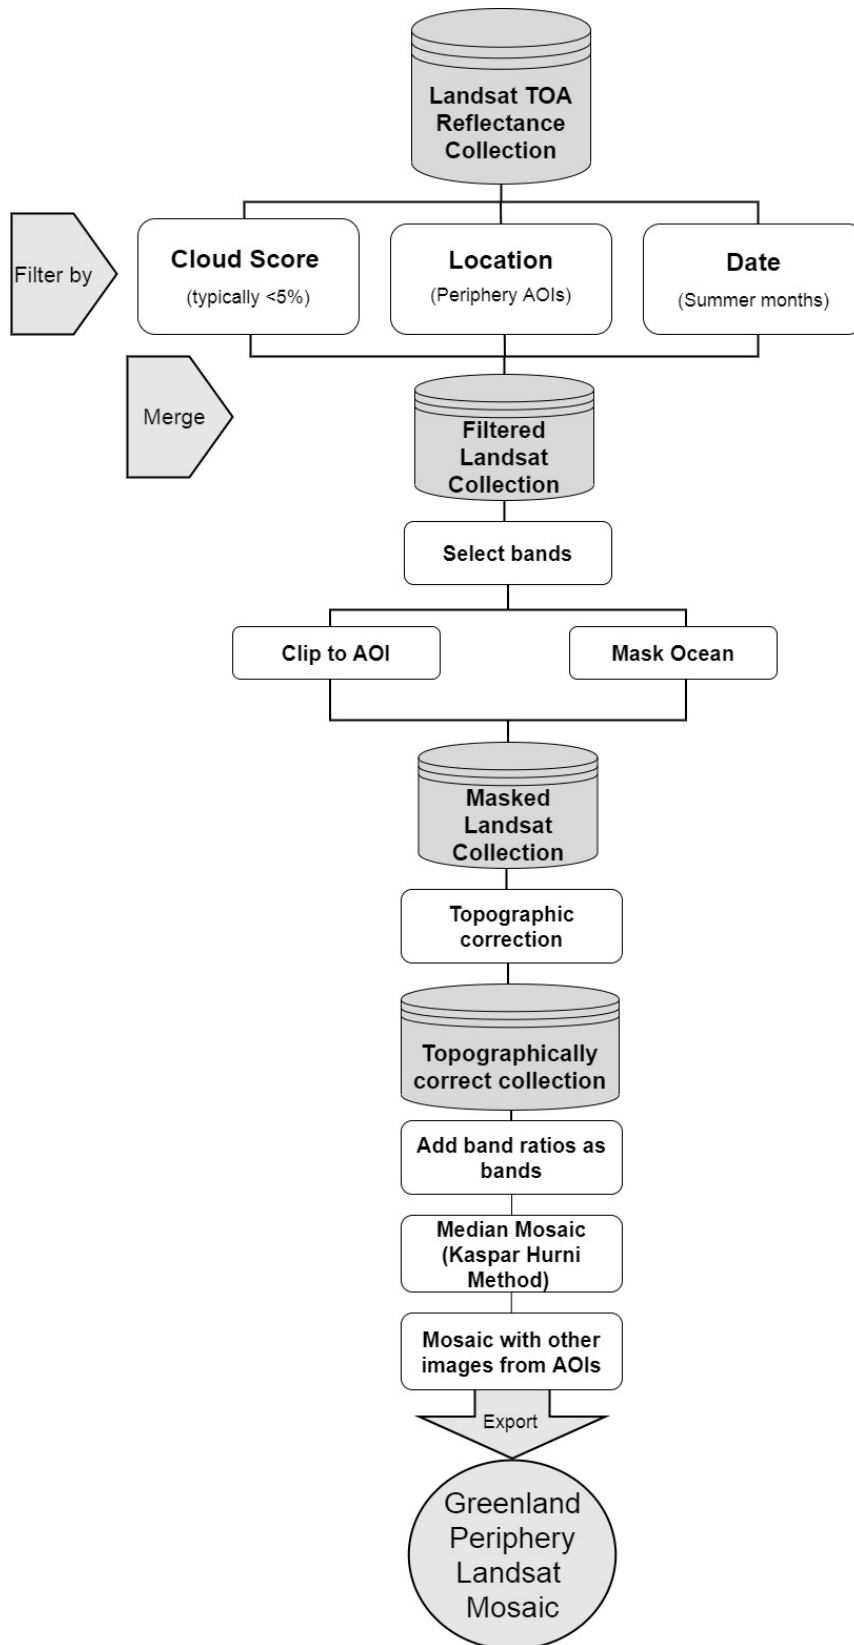 Landsat TOA
Reflectance
Collection
Filter by
Cloud Score
(typically <5%)
Location
(Periphery AOIs)
Date
(Summer months)
Merge
Filtered
Landsat
Collection
Select bands
Clip to AOI
Mask Ocean
Masked
Landsat
Collection
Topographic
correction
Topographically
correct collection
Add band ratios as
bands
Median Mosaic
(Kaspar Hurni
Method)
Mosaic with other
images from AOIs
Export
Greenland
Periphery
Landsat
Mosaic